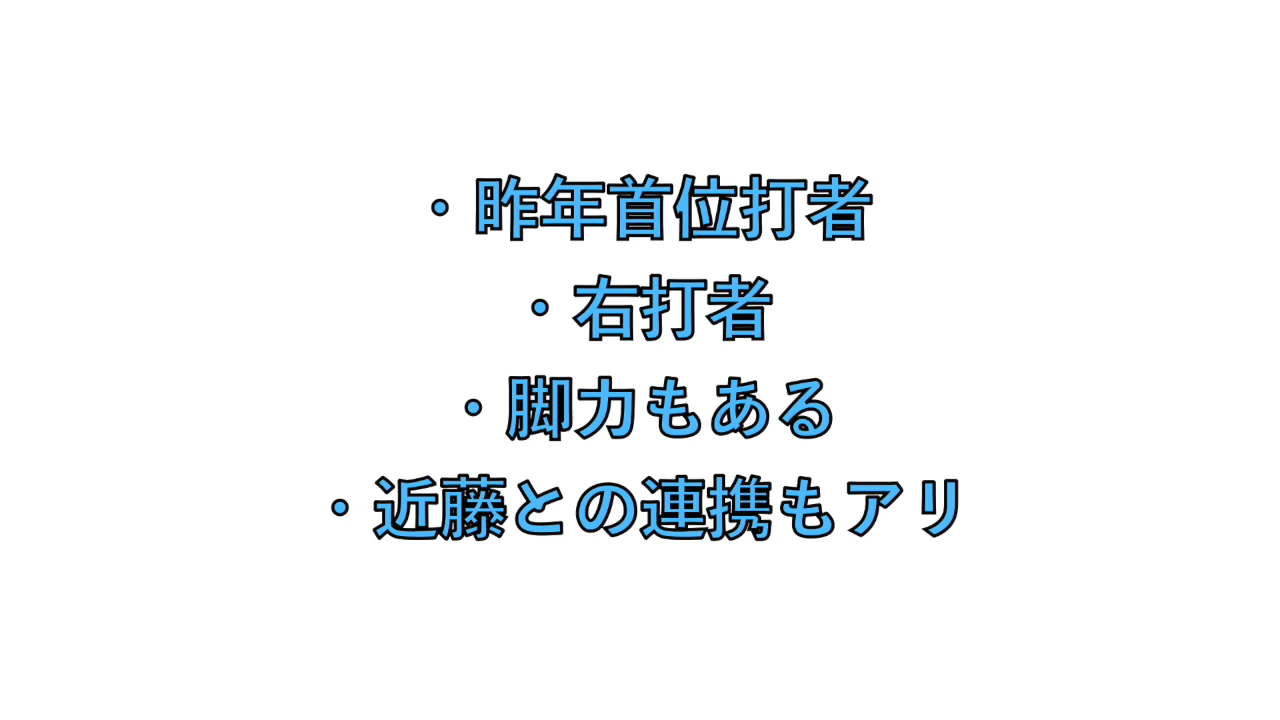 ・昨年首位打者
・右打者
・脚力もある
・近藤との連携もアリ